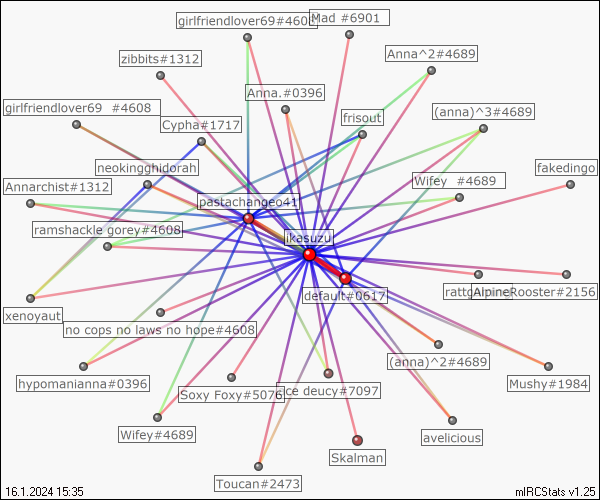 girlfriendlover69#4608
Mad #6901
Anna^2#4689
zibbits#1312
Anna.#0396
girlfriendlover69 #4608
(anna)^3#4689
frisout
Cypha#1717
neokingghidorah
fakedingo
Annarchist#1312
Wifey #4689
pastachangeo41
ramshackle gorey#4608
ikasuzu
default#0617
AlpineRooster#2156
xenoyaut
no cops no laws no hope#4608
(anna)^2#4689
hypomanianna#0396
Soxy Foxy#5076
ce deucy#7097
Mushy#1984
Wifey#4689
avelicious
Skalman
Toucan#2473
16.1.2024 15:35
mIRCStats v1.25